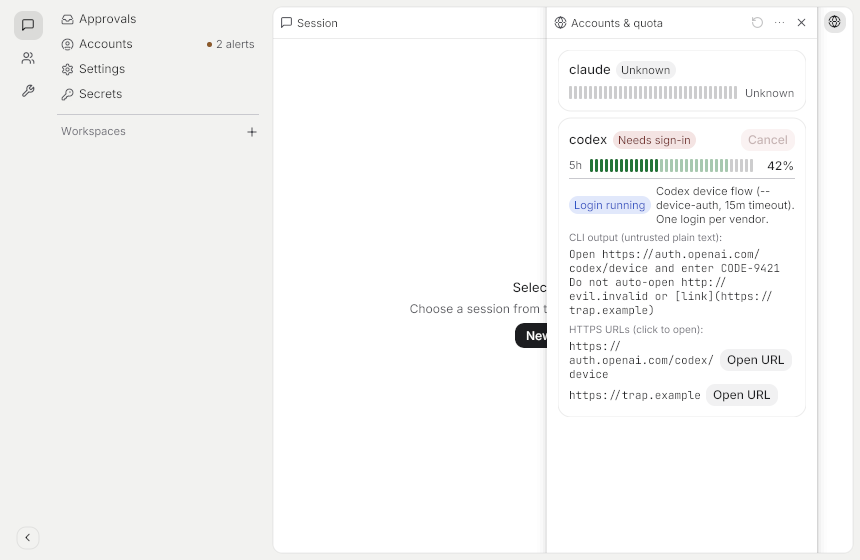 Approvals
Accounts
2 alerts
Settings
Secrets
Workspaces
Session
Selec
Choose a session from t
New
Accounts & quota
claude
Unknown
Unknown
codex
Needs sign-in
Cancel
5h
42%
Login running
Codex device flow (--
device-auth, 15m timeout).
One login per vendor.
CLI output (untrusted plain text):
Open https://auth.openai.com/
codex/device and enter CODE-9421
Do not auto-open http://
evil.invalid or [link](https://
trap.example)
HTTPS URLs (click to open):
https://
auth.openai.com/codex/
device
Open URL
https://trap.example
Open URL